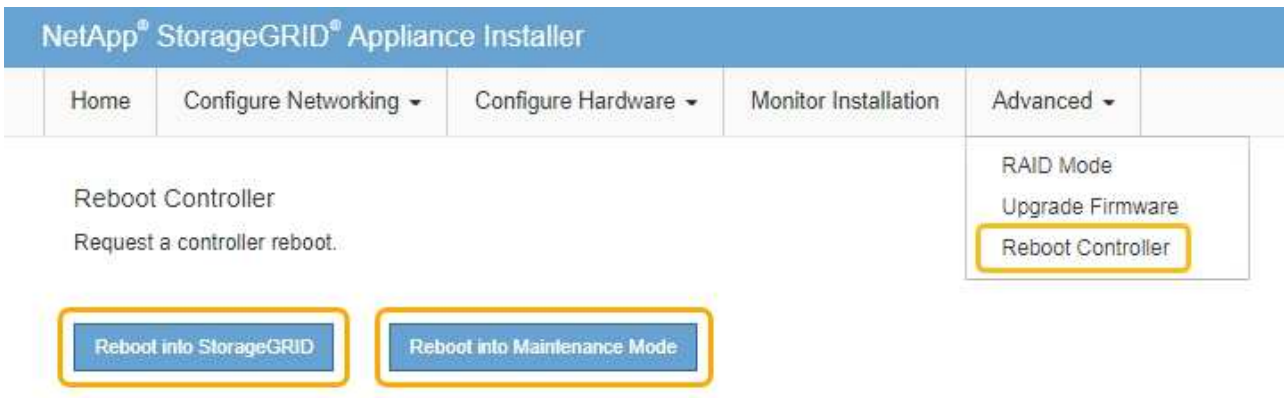 NetApp® StorageGRID® Appliance Installer
Home Configure Networking Configure Hardware Monitor Installation Advanced
RAID Mode
Upgrade Firmware
Reboot Controller
Reboot Controller
Request a controller reboot.
Reboot into StorageGRID Reboot into Maintenance Mode